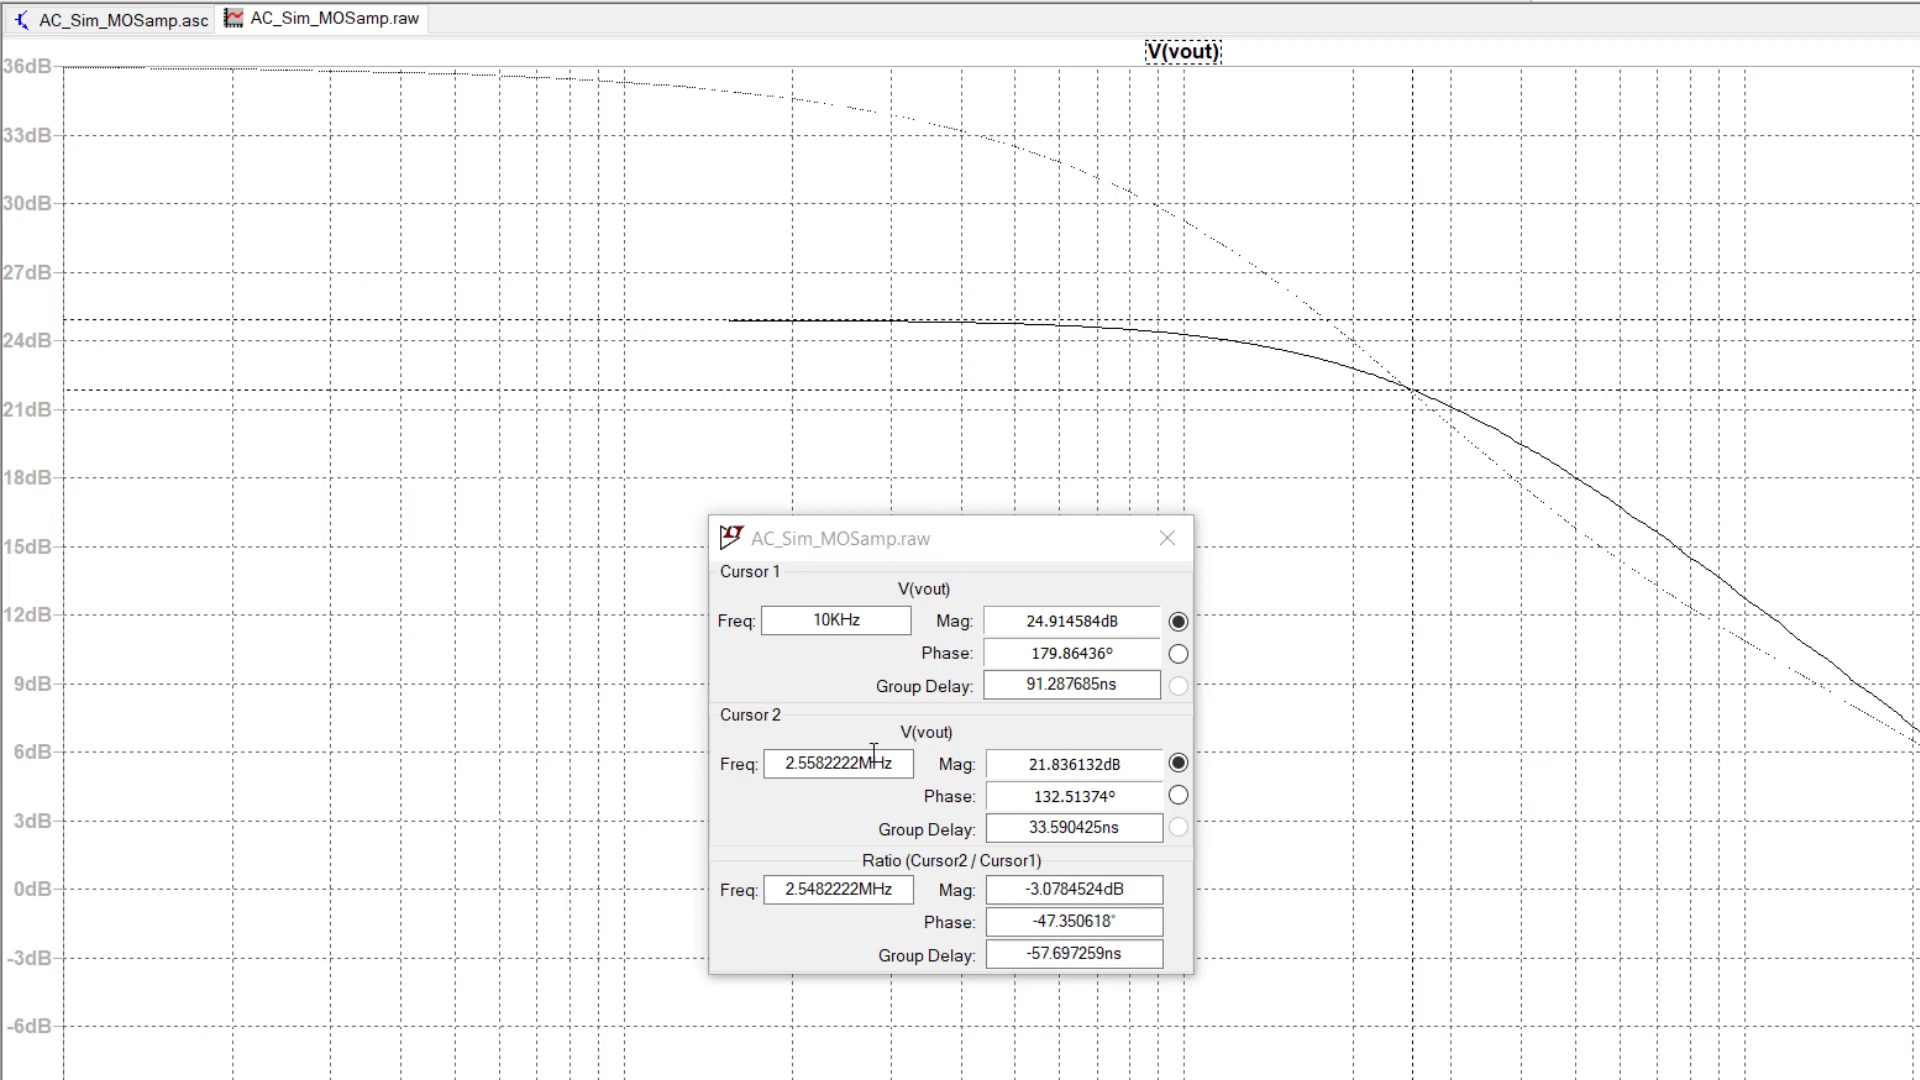 AC_Sim_MOSamp.asc
AC_Sim_MOSamp.raw
V(vout)
36dB
33dB
30dB
27dB
24dB
21dB
18dB
15dB
12dB
9dB
6dB
3dB
0dB
-3dB
-6dB
AC_Sim_MOSamp.raw
Cursor 1
V(vout)
Freq: 10KHz Mag: 24.914584dB
Phase: 179.86436º
Group Delay: 91.287685ns
Cursor 2
V(vout)
Freq: 2.5582222MHz Mag: 21.836132dB
Phase: 132.51374º
Group Delay: 33.590425ns
Ratio (Cursor2 / Cursor1)
Freq: 2.5482222MHz Mag: -3.0784524dB
Phase: -47.350618°
Group Delay: -57.697259ns